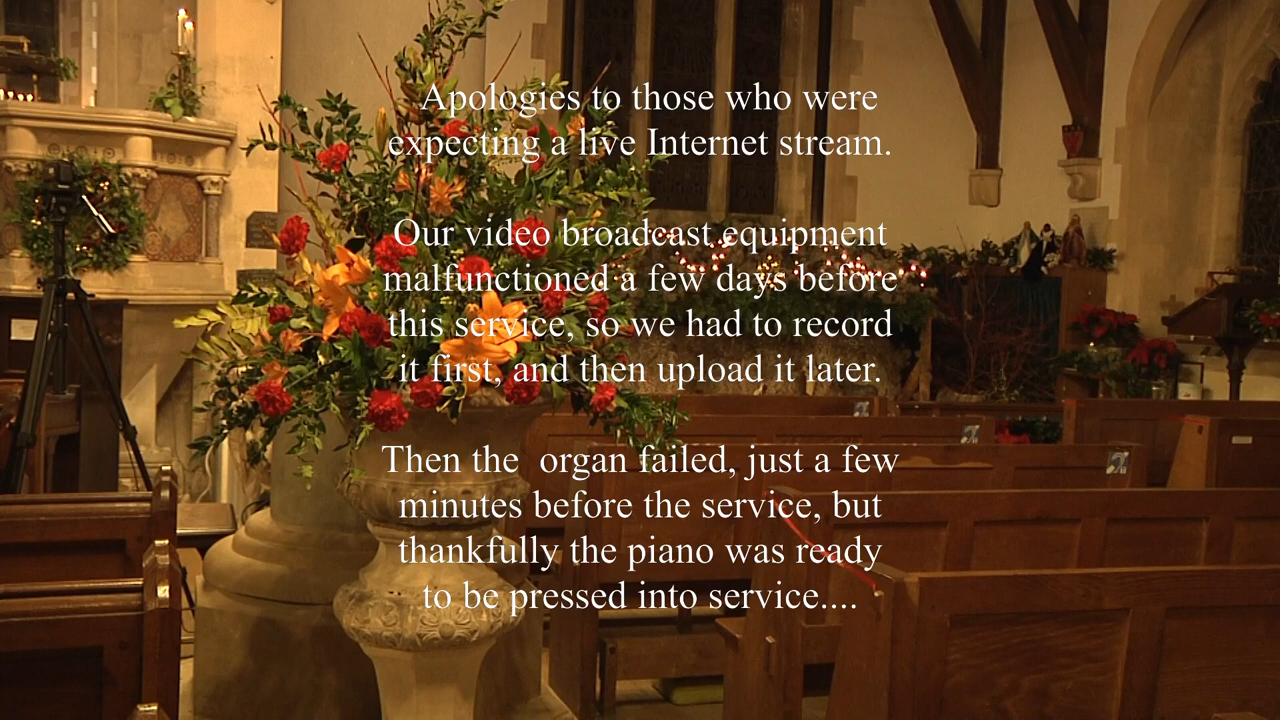 Apologies to those who were
expecting a live Internet stream.
Our video broadcast equipment
malfunctioned a few days before
this service, so we had to record
it first, and then upload it later.
Then the  organ failed, just a few
minutes before the service, but
thankfully the piano was ready
to be pressed into service....